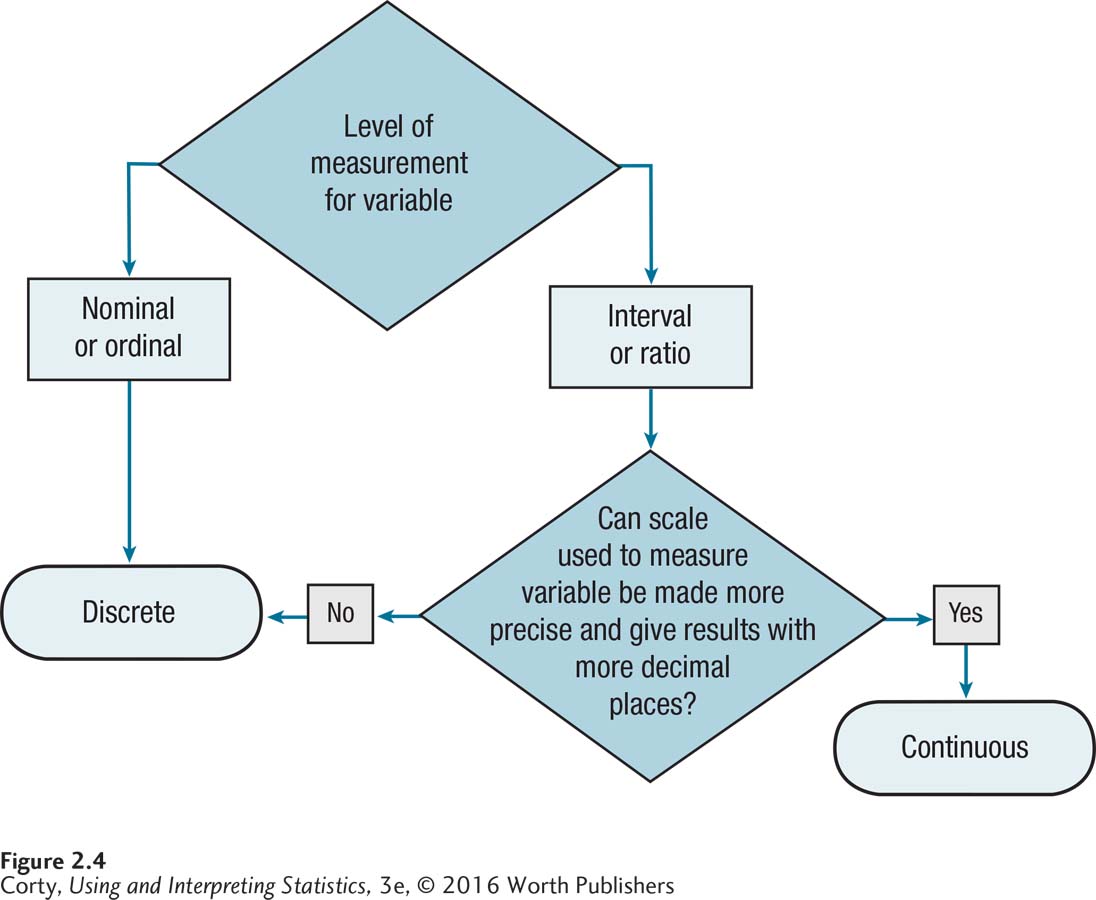 Level of
measurement
for variable
Nominal
or ordinal
Interval
or ratio
Can scale
used to measure
variable be made more
precise and give results with
more decimal
places?
Discrete
No
Yes
Continuous
Figure 2.4
Corty, Using and Interpreting Statistics, 3e, © 2016 Worth Publishers